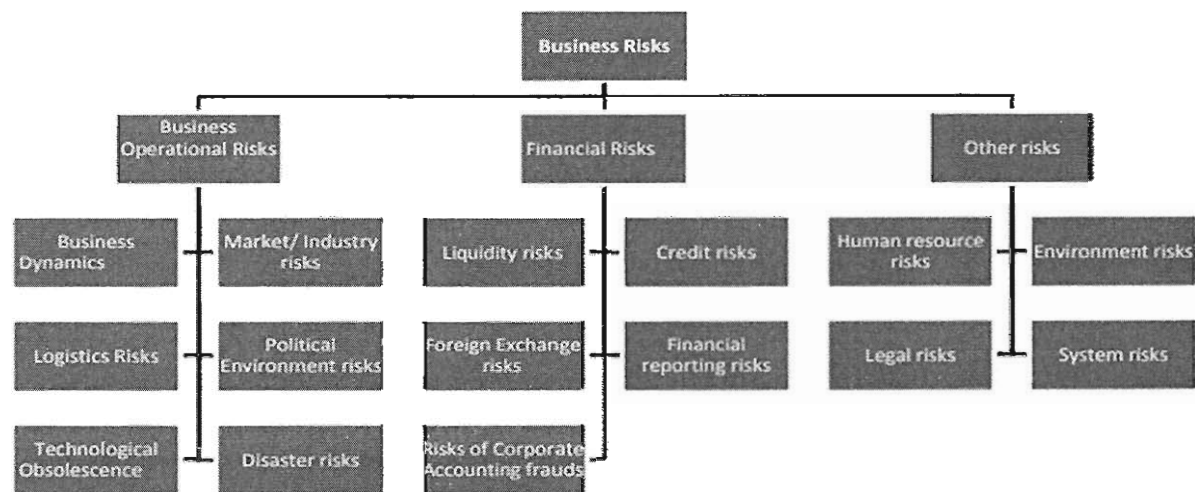 Business Risks
Business
Operational Risks
Financial Risks
Other risks
Business
Dynamics
Market/ Industry
risks
Liquidity risks
Credit risks
Human resource
risks
Environment risks
Logistics Risks
Political
Environment risks
Foreign Exchange
risks
Financial
reporting risks
Legal risks
System risks
Technological
Obsolescence
Disaster risks
Risks of Corporate
Accounting frauds